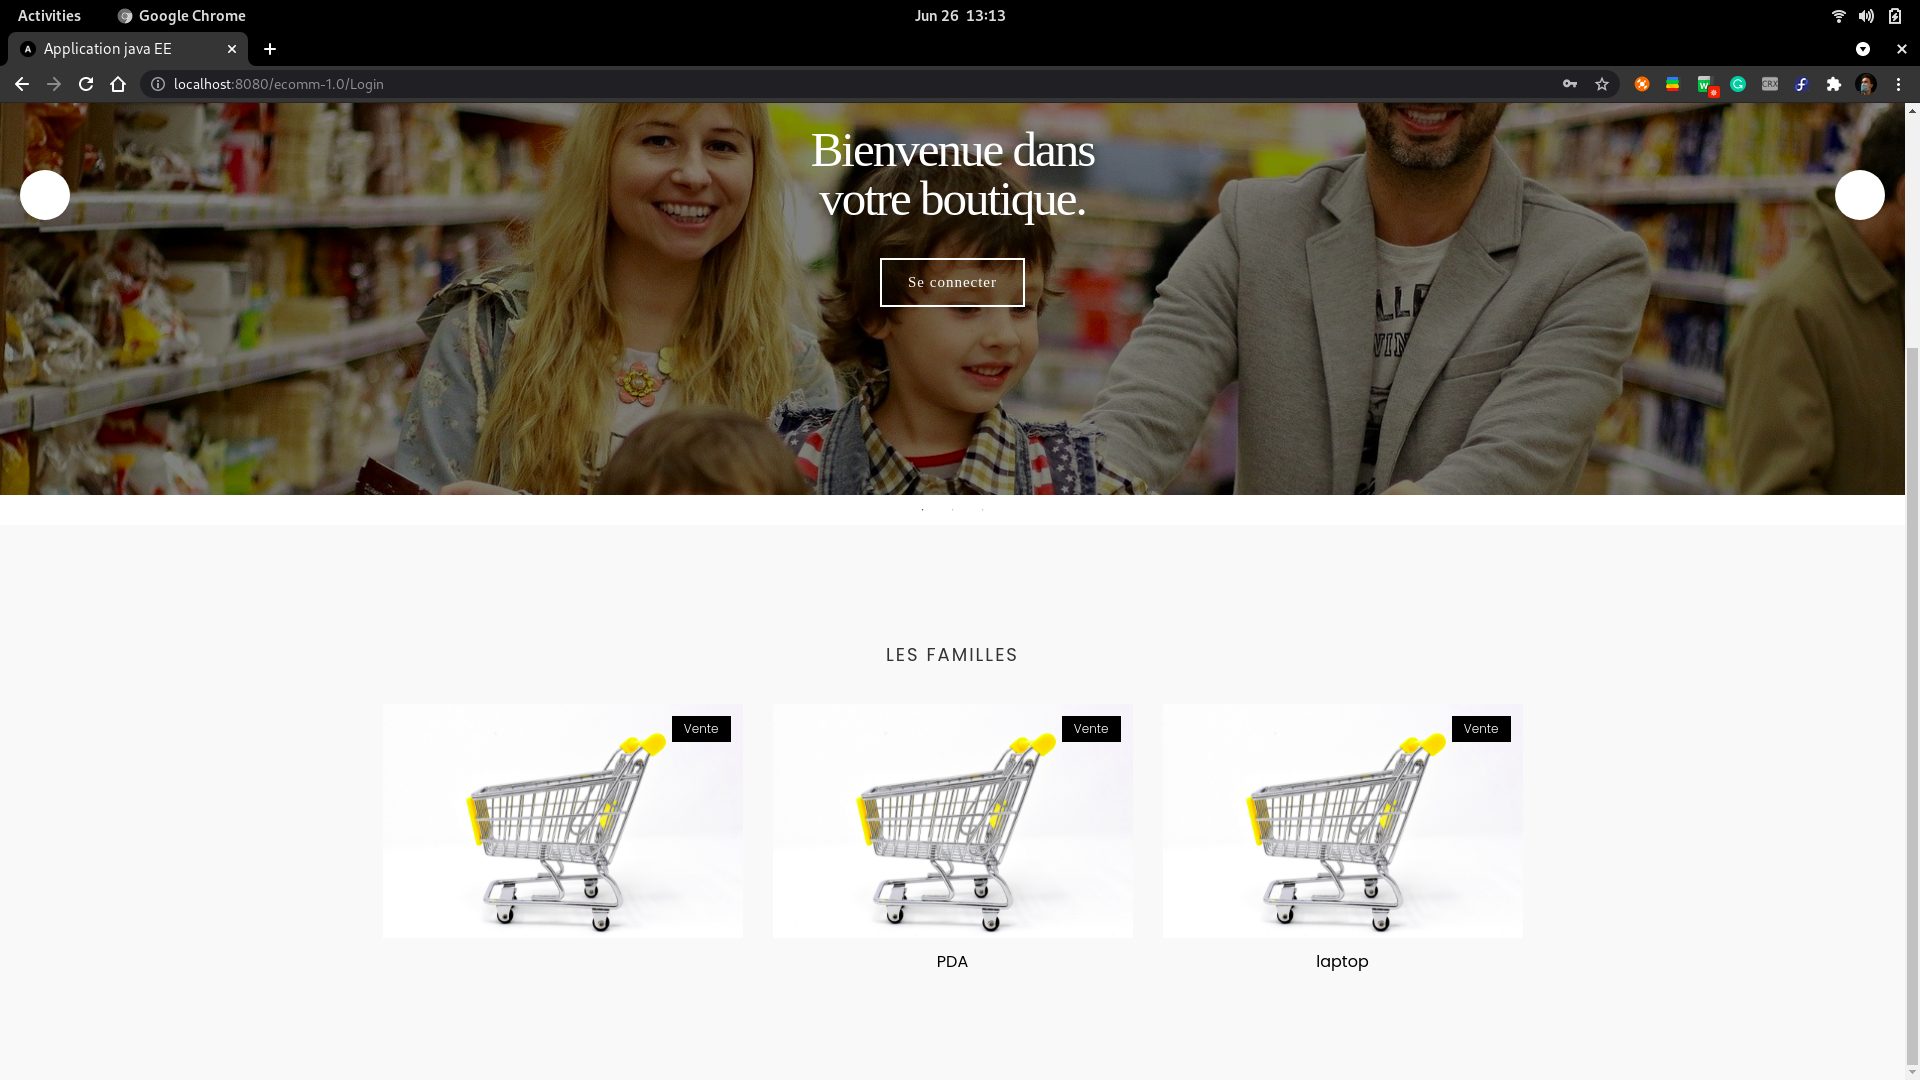 Activities
Google Chrome
Jun 26 13:13
Application java EE
localhost:8080/ecomm-1.0/Login
CRX
Bienvenue dans
votre boutique.
Se connecter
LES FAMILLES
Vente
Vente
Vente
PDA
laptop